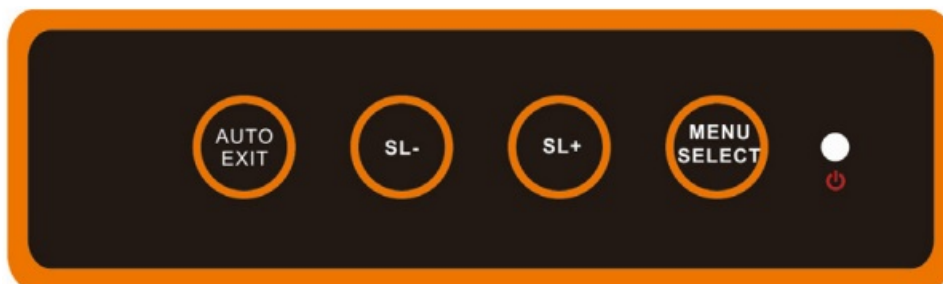 AUTO
EXIT
SL-
SL+
MENU
SELECT